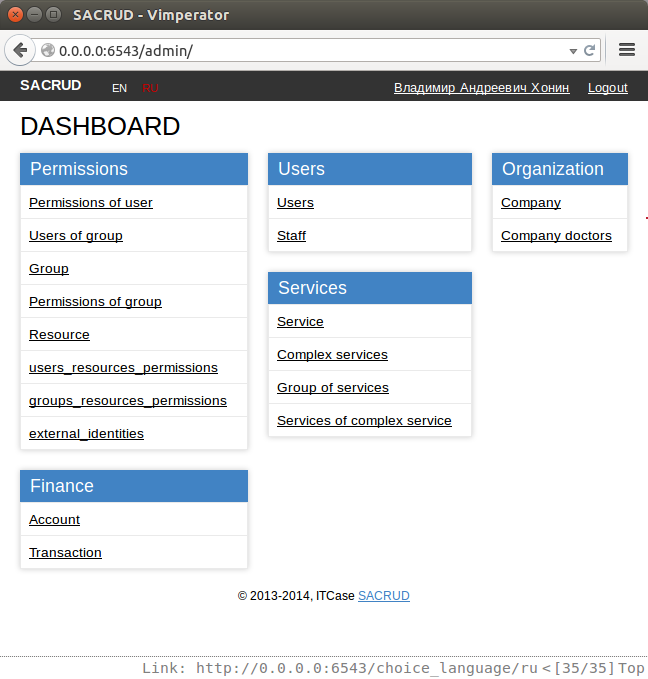 SACRUD - Vimperator
0.0.0.0:6543/admin/
SACRUD EN RU Владимир Андреевич Хонин Logout
DASHBOARD
Permissions
Permissions of user
Users of group
Group
Permissions of group
Resource
users_resources_permissions
groups_resources_permissions
external_identities
Finance
Account
Transaction
Users
Users
Staff
Services
Service
Complex services
Group of services
Services of complex service
Organization
Company
Company doctors
© 2013-2014, ITCase SACRUD
Link: http://0.0.0.0:6543/choice_language/ru <[35/35]Top